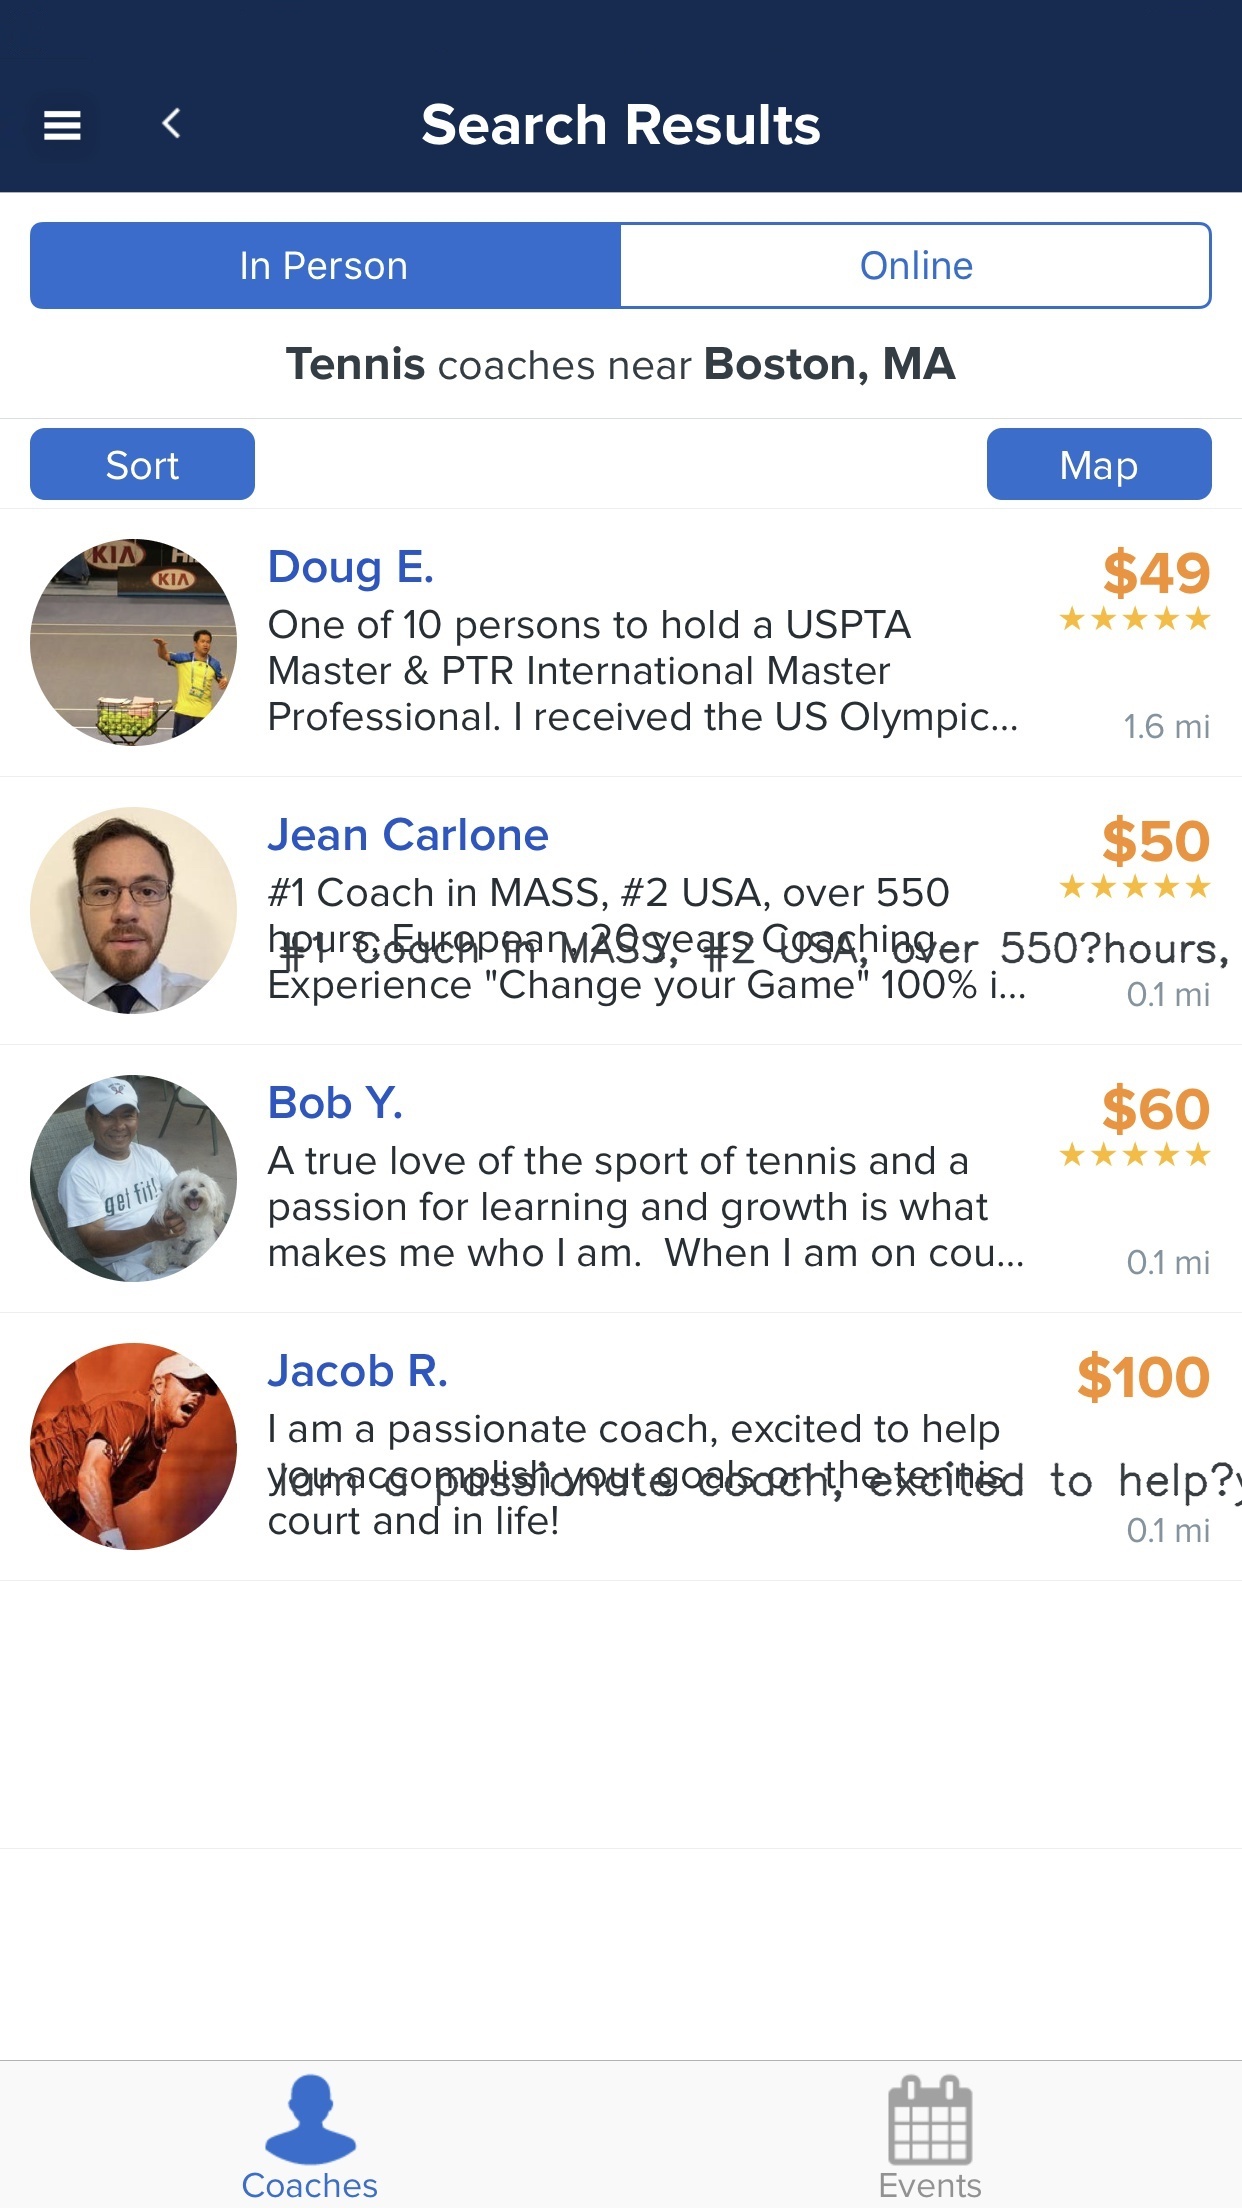 Search Results
In Person
Online
Tennis coaches near Boston, MA
Sort
Map
KIA
KIA
Doug E.
$49
One of 10 persons to hold a USPTA
Master & PTR International Master
Professional. I received the US Olympic...
1.6 mi
Jean Carlone
$50
#1 Coach in MASS, #2 USA, over 550
hours, European, 20 years Coaching
#1 Coach in MASS, #2 USA, over 550?hours,
Experience "Change your Game" 100% i...
0.1 mi
Bob Y.
$60
A true love of the sport of tennis and a
passion for learning and growth is what
makes me who I am.  When I am on cou...
get fit!
0.1 mi
Jacob R.
$100
I am a passionate coach, excited to help
you accomplish your goals on the tennis
Iam a passionate coach, excited to help?y
court and in life!
0.1 mi
Coaches
Events